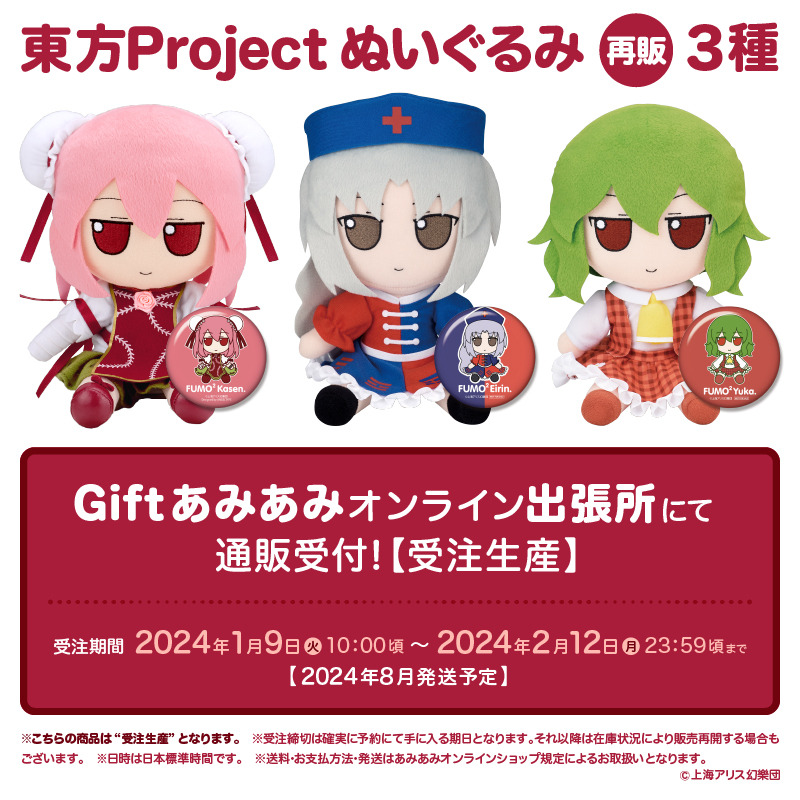 東方Project ぬいぐるみ 再販 3種
FUMO² Kasen.
FUMO² Eirin.
FUMO² Yuka.
Giftあみあみオンライン出張所にて
通販受付!【受注生産】
受注期間 2024年1月9日火10:00頃 ～ 2024年2月12日月23:59頃まで
【2024年8月発送予定】
※こちらの商品は“受注生産”となります。 ※受注締切は確実に予約にて手に入る期日となります。それ以降は在庫状況により販売再開する場合も
ございます。 ※日時は日本標準時間です。 ※送料・お支払方法・発送はあみあみオンラインショップ規定によるお取扱いとなります。
©上海アリス幻樂団